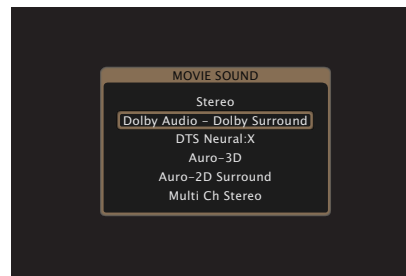 MOVIE SOUND
Stereo
Dolby Audio – Dolby Surround
DTS Neural:X
Auro-3D
Auro-2D Surround
Multi Ch Stereo